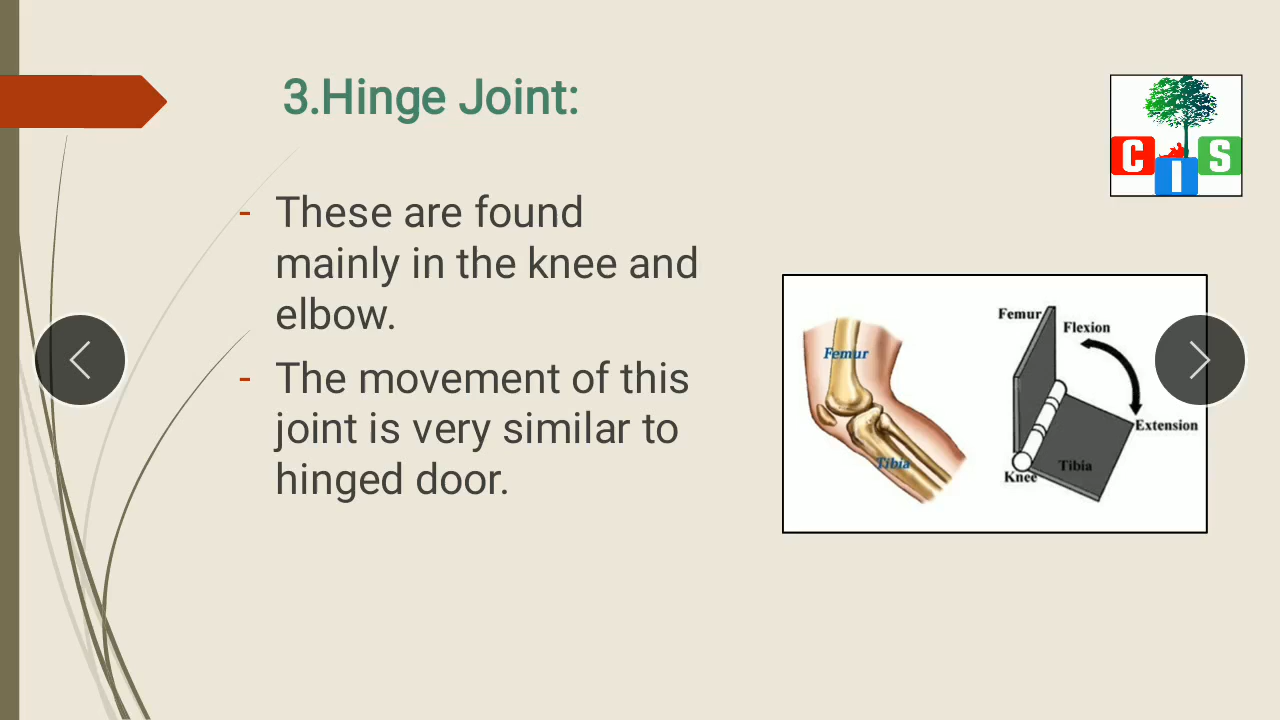 3.Hinge Joint:
C I S
- These are found
mainly in the knee and
elbow.
- The movement of this
joint is very similar to
hinged door.
Femur
Tibia
Femur
Flexion
Extension
Tibia
Knee